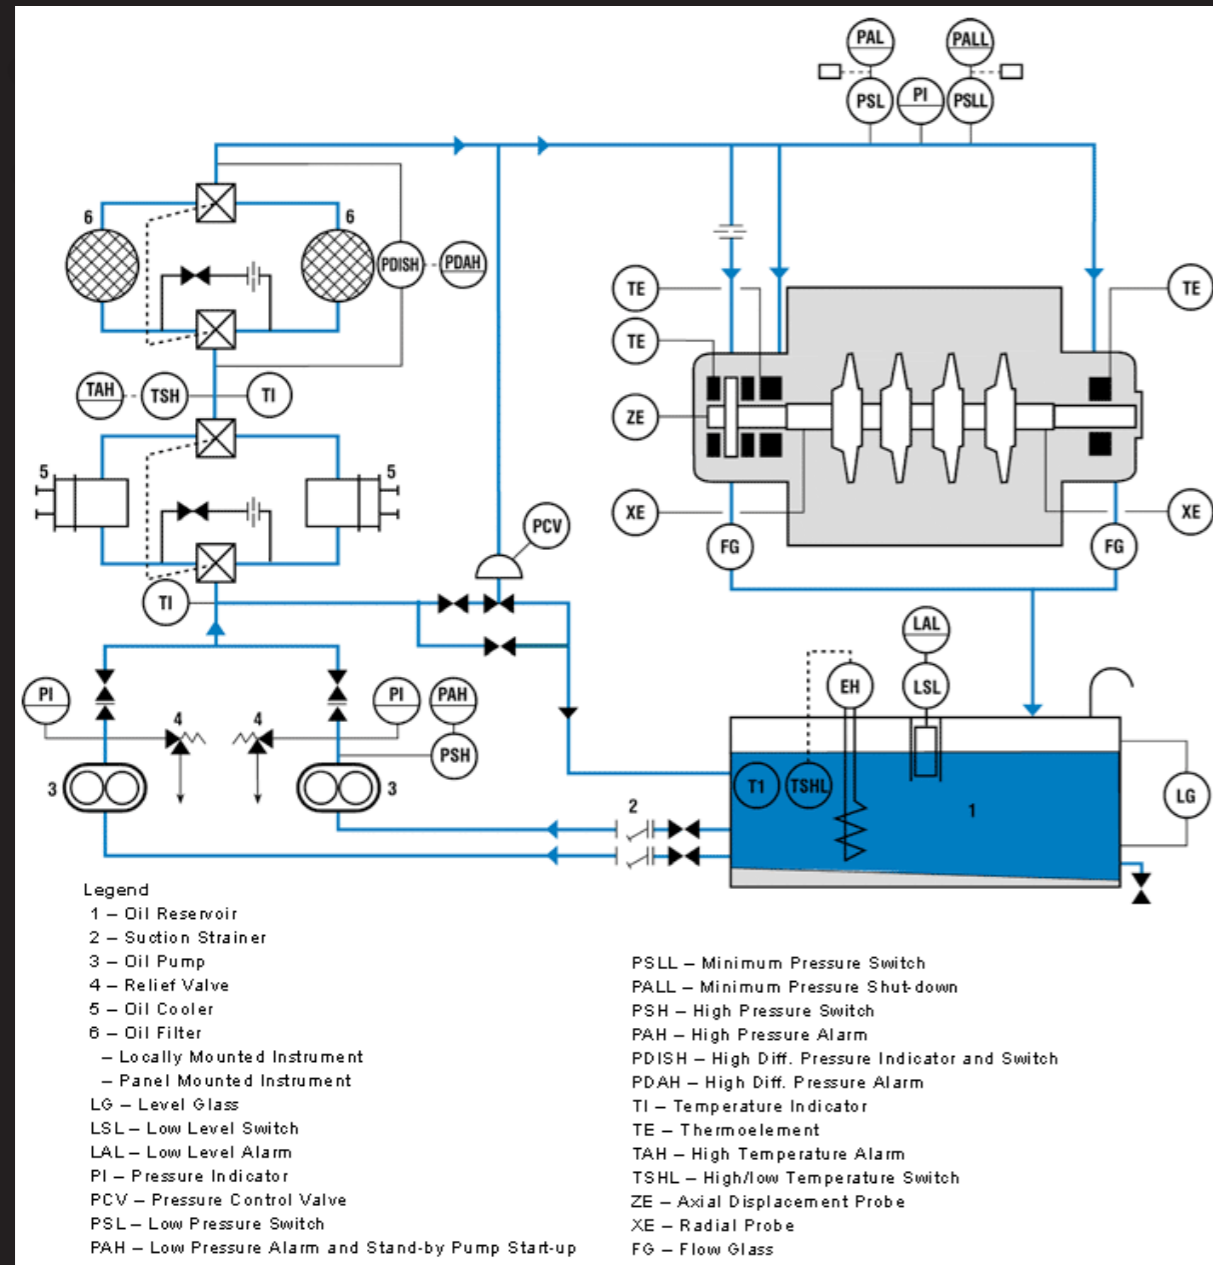 PAL
PALL
PSL
PI
PSLL
6
6
PDISH
PDAH
TE
TE
TE
TAH
TSH
TI
ZE
5
5
XE
XE
PCV
FG
FG
TI
LAL
EH
LSL
PI
PI
PAH
4
4
PSH
T1
TSHL
3
3
2
1
LG
Legend
1 – Oil Reservoir
2 – Suction Strainer
3 – Oil Pump
4 – Relief Valve
5 – Oil Cooler
6 – Oil Filter
– Locally Mounted Instrument
– Panel Mounted Instrument
LG – Level Glass
LSL – Low Level Switch
LAL – Low Level Alarm
PI – Pressure Indicator
PCV – Pressure Control Valve
PSL – Low Pressure Switch
PAH – Low Pressure Alarm and Stand-by Pump Start-up
PSLL – Minimum Pressure Switch
PALL – Minimum Pressure Shut-down
PSH – High Pressure Switch
PAH – High Pressure Alarm
PDISH – High Diff. Pressure Indicator and Switch
PDAH – High Diff. Pressure Alarm
TI – Temperature Indicator
TE – Thermoelement
TAH – High Temperature Alarm
TSHL – High/low Temperature Switch
ZE – Axial Displacement Probe
XE – Radial Probe
FG – Flow Glass